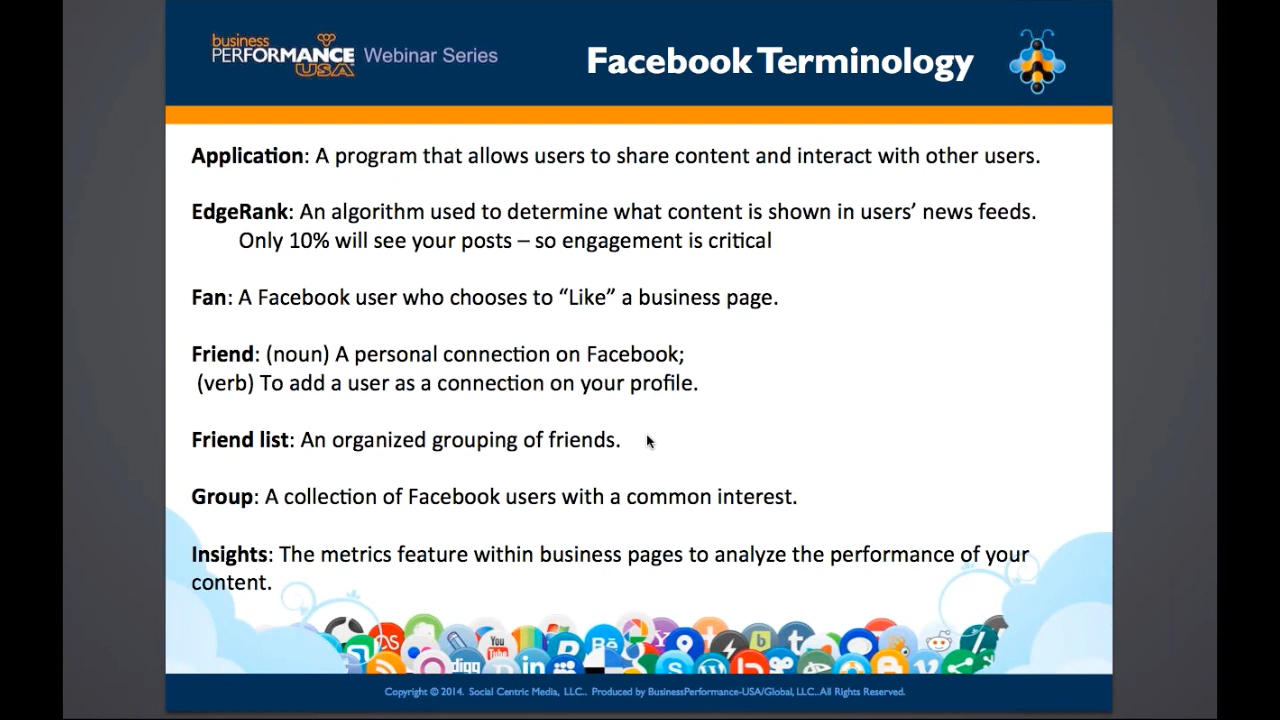 business
PERFORMANCE
USA
Webinar Series
Facebook Terminology
Application: A program that allows users to share content and interact with other users.
EdgeRank: An algorithm used to determine what content is shown in users’ news feeds.
Only 10% will see your posts – so engagement is critical
Fan: A Facebook user who chooses to “Like” a business page.
Friend: (noun) A personal connection on Facebook;
(verb) To add a user as a connection on your profile.
Friend list: An organized grouping of friends.
Group: A collection of Facebook users with a common interest.
Insights: The metrics feature within business pages to analyze the performance of your
content.
You
Tube
Bē
digg
in
Copyright © 2014. Social Centric Media, LLC.. Produced by BusinessPerformance-USA/Global, LLC..All Rights Reserved.